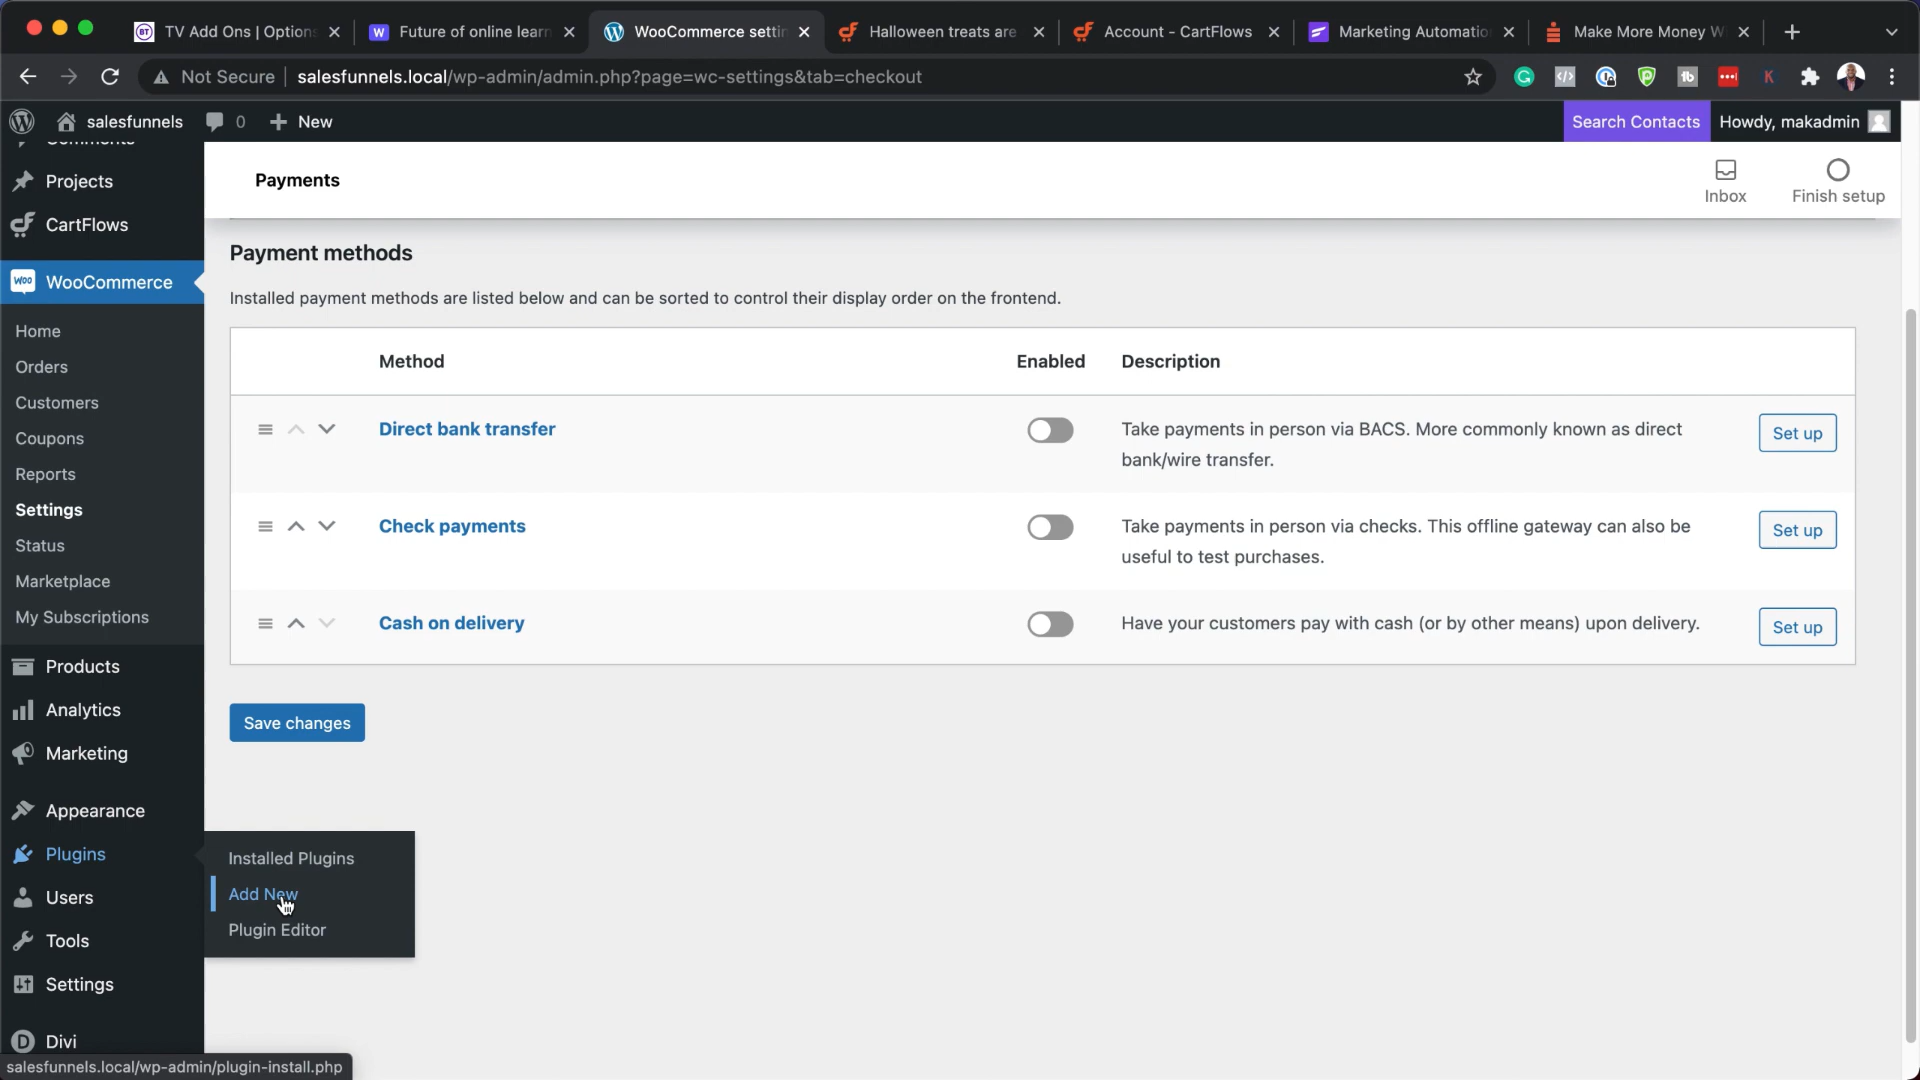 TV Add Ons | Options
Future of online learn
WooCommerce settin
Halloween treats are
Account - CartFlows
Marketing Automatio
Make More Money W
Not Secure
salesfunnels.local/wp-admin/admin.php?page=wc-settings&tab=checkout
salesfunnels
0
New
Search Contacts
Howdy, makadmin
Comments
Projects
CartFlows
WooCommerce
Home
Orders
Customers
Coupons
Reports
Settings
Status
Marketplace
My Subscriptions
Products
Analytics
Marketing
Appearance
Plugins
Users
Tools
Settings
Divi
Installed Plugins
Add New
Plugin Editor
Payments
Inbox
Finish setup
Payment methods
Installed payment methods are listed below and can be sorted to control their display order on the frontend.
Method
Enabled
Description
Direct bank transfer
Take payments in person via BACS. More commonly known as direct
bank/wire transfer.
Set up
Check payments
Take payments in person via checks. This offline gateway can also be
useful to test purchases.
Set up
Cash on delivery
Have your customers pay with cash (or by other means) upon delivery.
Set up
Save changes
salesfunnels.local/wp-admin/plugin-install.php